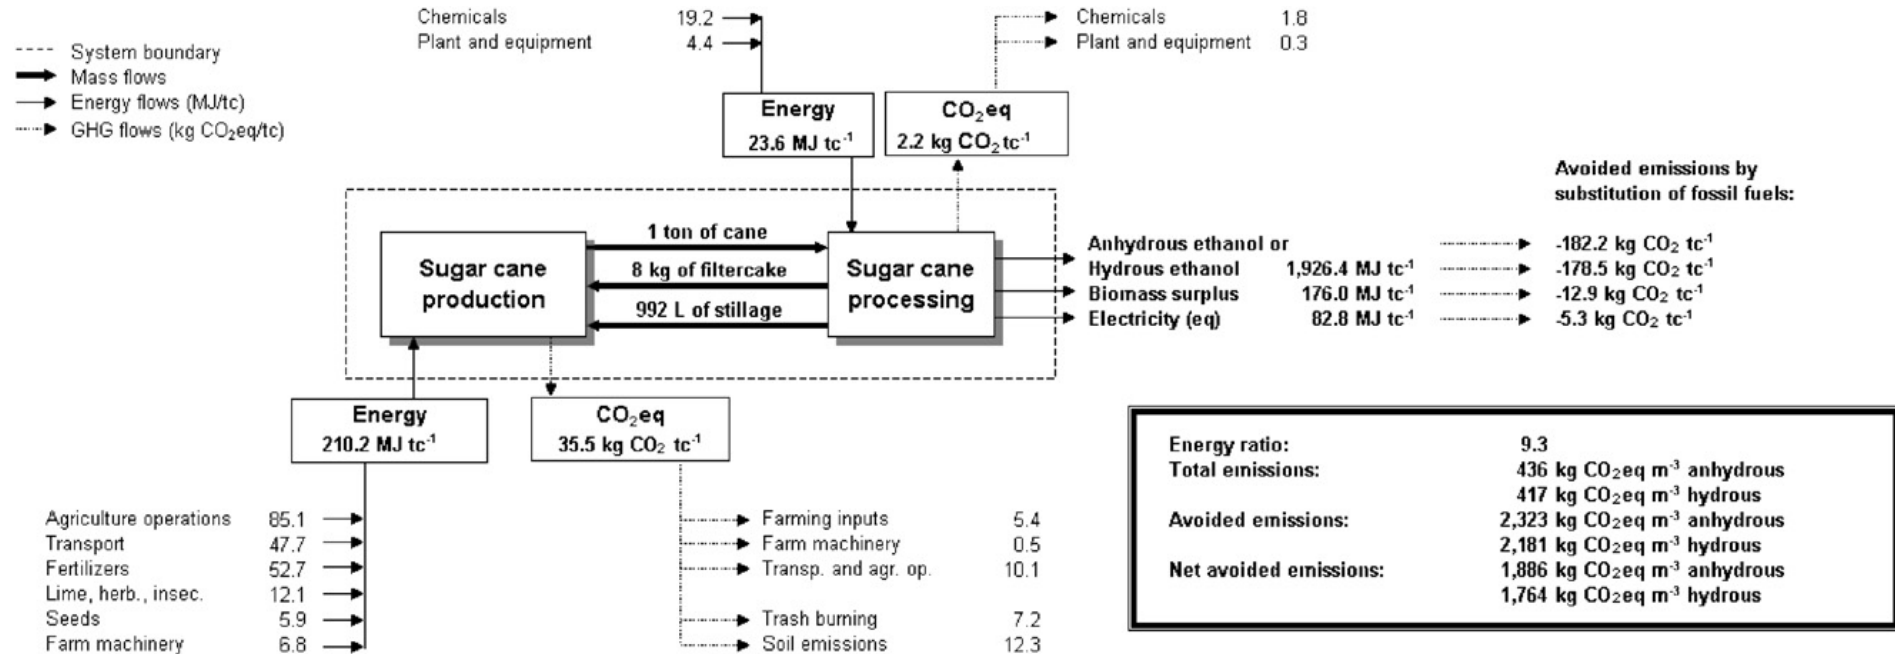 Chemicals 19.2
Plant and equipment 4.4
Chemicals 1.8
Plant and equipment 0.3
System boundary
Mass flows
Energy flows (MJ/tc)
GHG flows (kg CO₂eq/tc)
Energy
23.6 MJ tc⁻¹
CO₂eq
2.2 kg CO₂ tc⁻¹
Avoided emissions by
substitution of fossil fuels:
Sugar cane
production
1 ton of cane
8 kg of filtercake
992 L of stillage
Sugar cane
processing
Anhydrous ethanol or -182.2 kg CO₂ tc⁻¹
Hydrous ethanol 1,926.4 MJ tc⁻¹ -178.5 kg CO₂ tc⁻¹
Biomass surplus 176.0 MJ tc⁻¹ -12.9 kg CO₂ tc⁻¹
Electricity (eq) 82.8 MJ tc⁻¹ -5.3 kg CO₂ tc⁻¹
Energy
210.2 MJ tc⁻¹
CO₂eq
35.5 kg CO₂ tc⁻¹
Agriculture operations 85.1
Transport 47.7
Fertilizers 52.7
Lime, herb., insec. 12.1
Seeds 5.9
Farm machinery 6.8
Farming inputs 5.4
Farm machinery 0.5
Transp. and agr. op. 10.1
Trash burning 7.2
Soil emissions 12.3
Energy ratio: 9.3
Total emissions: 436 kg CO₂eq m⁻³ anhydrous
417 kg CO₂eq m⁻³ hydrous
Avoided emissions: 2,323 kg CO₂eq m⁻³ anhydrous
2,181 kg CO₂eq m⁻³ hydrous
Net avoided emissions: 1,886 kg CO₂eq m⁻³ anhydrous
1,764 kg CO₂eq m⁻³ hydrous